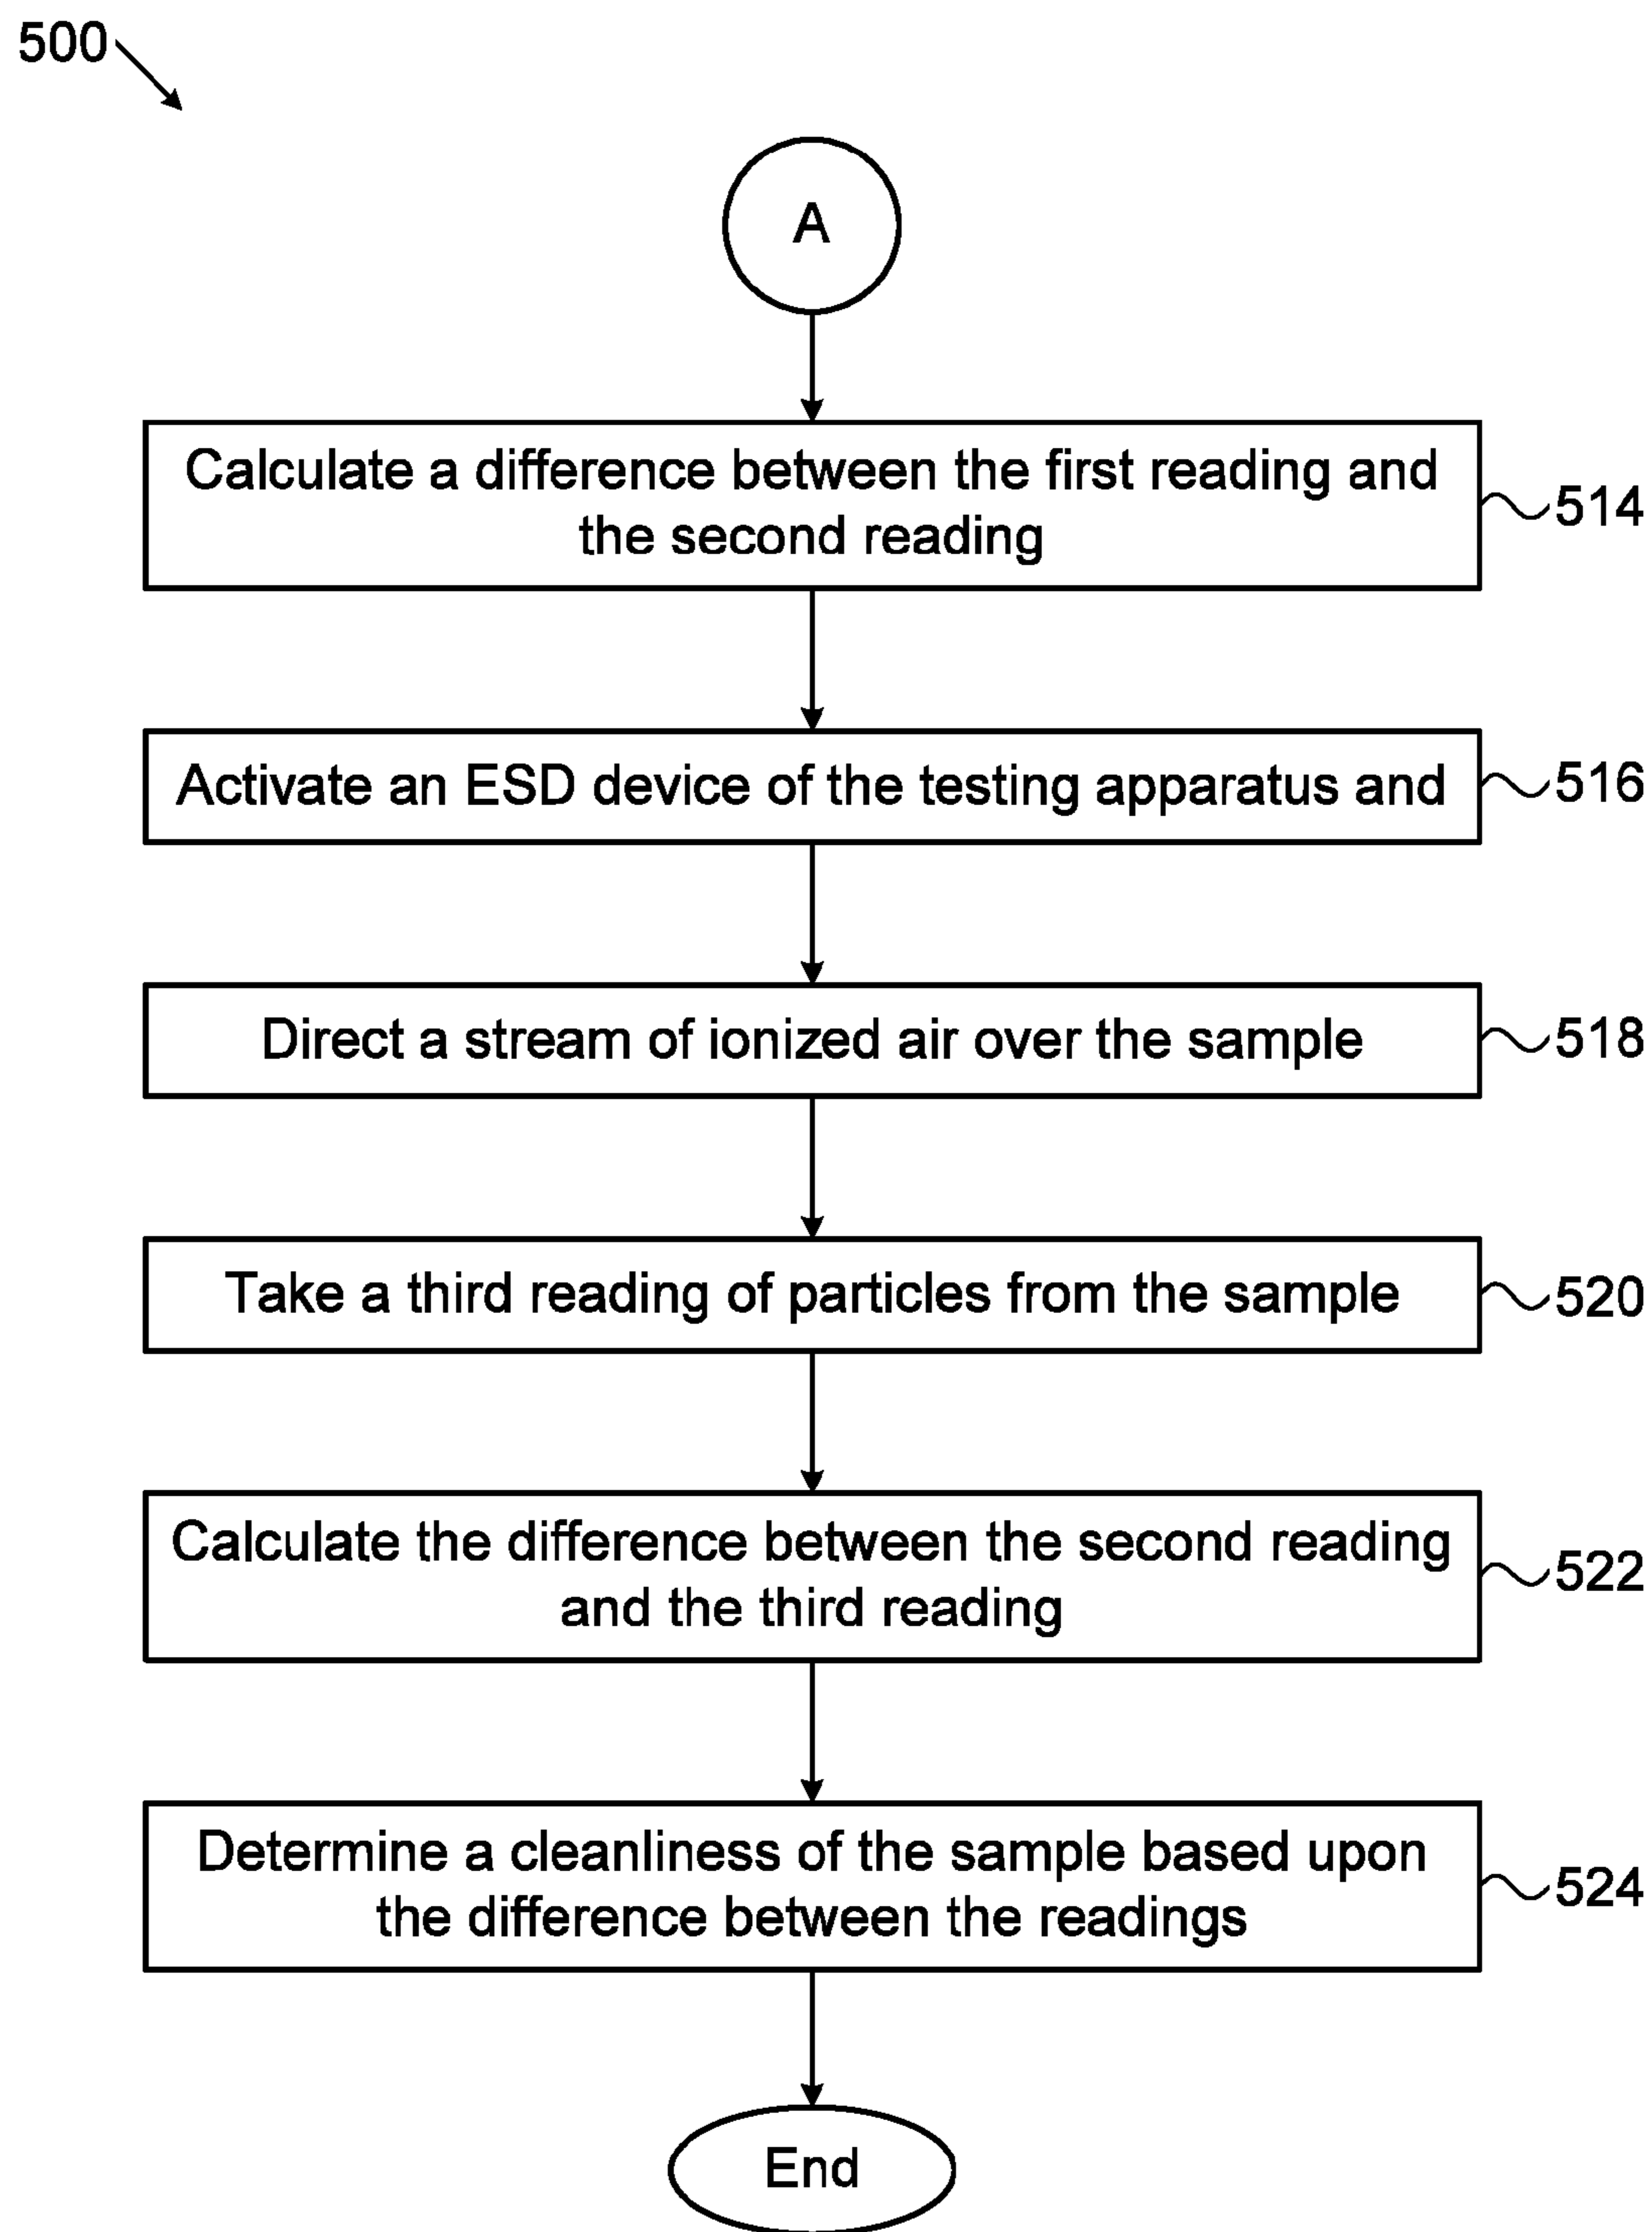 500
A
Calculate a difference between the first reading and
the second reading
514
Activate an ESD device of the testing apparatus and
516
Direct a stream of ionized air over the sample
518
Take a third reading of particles from the sample
520
Calculate the difference between the second reading
and the third reading
522
Determine a cleanliness of the sample based upon
the difference between the readings
524
End